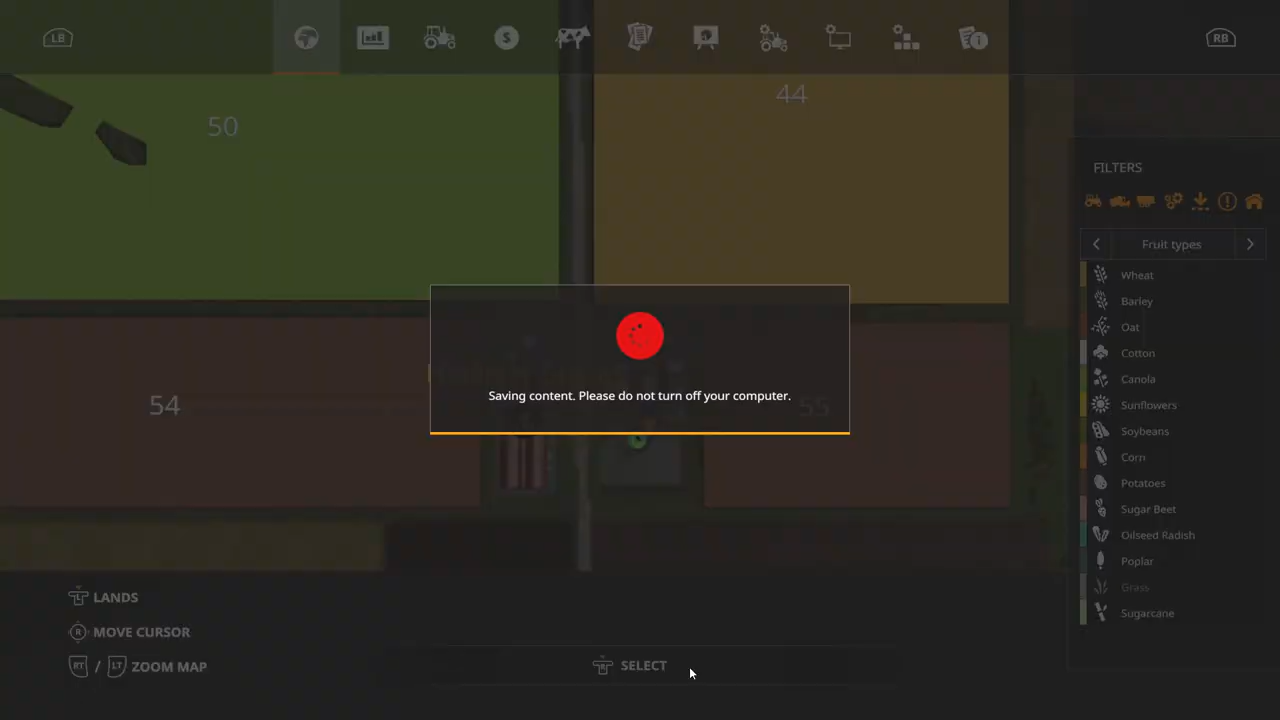 LB
RB
50
44
FILTERS
Fruit types
Wheat
Barley
Oat
Cotton
Canola
Sunflowers
Soybeans
Corn
Potatoes
Sugar Beet
Oilseed Radish
Poplar
Grass
Sugarcane
Saving content. Please do not turn off your computer.
54
55
L LANDS
R MOVE CURSOR
RT / LT ZOOM MAP
SELECT